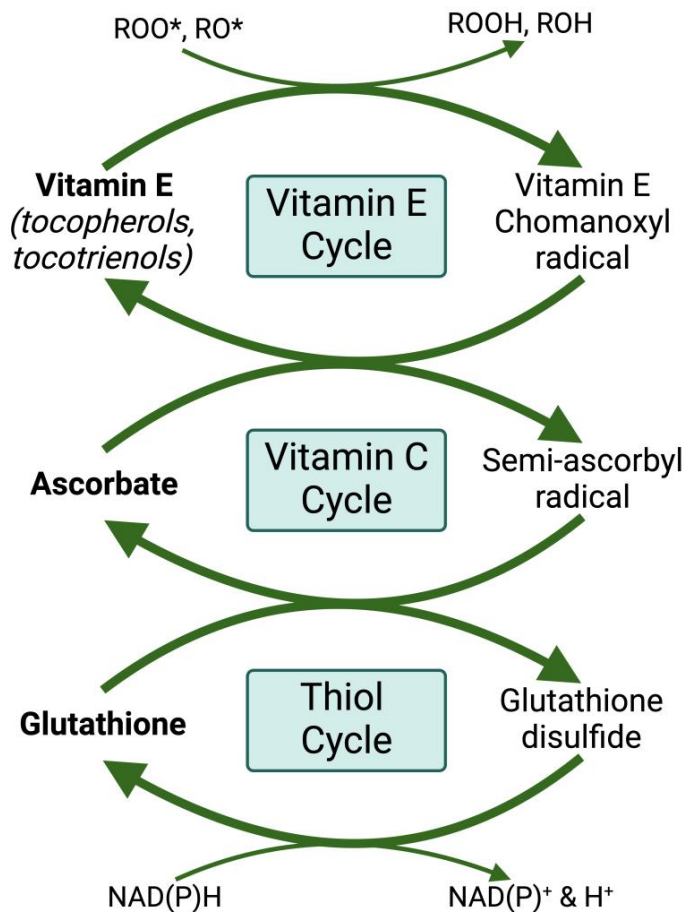 ROO*, RO*
ROOH, ROH
Vitamin E
(tocopherols,
tocotrienols)
Vitamin E
Cycle
Vitamin E
Chomanoxyl
radical
Ascorbate
Vitamin C
Cycle
Semi-ascorbyl
radical
Glutathione
Thiol
Cycle
Glutathione
disulfide
NAD(P)H
NAD(P)⁺ & H⁺